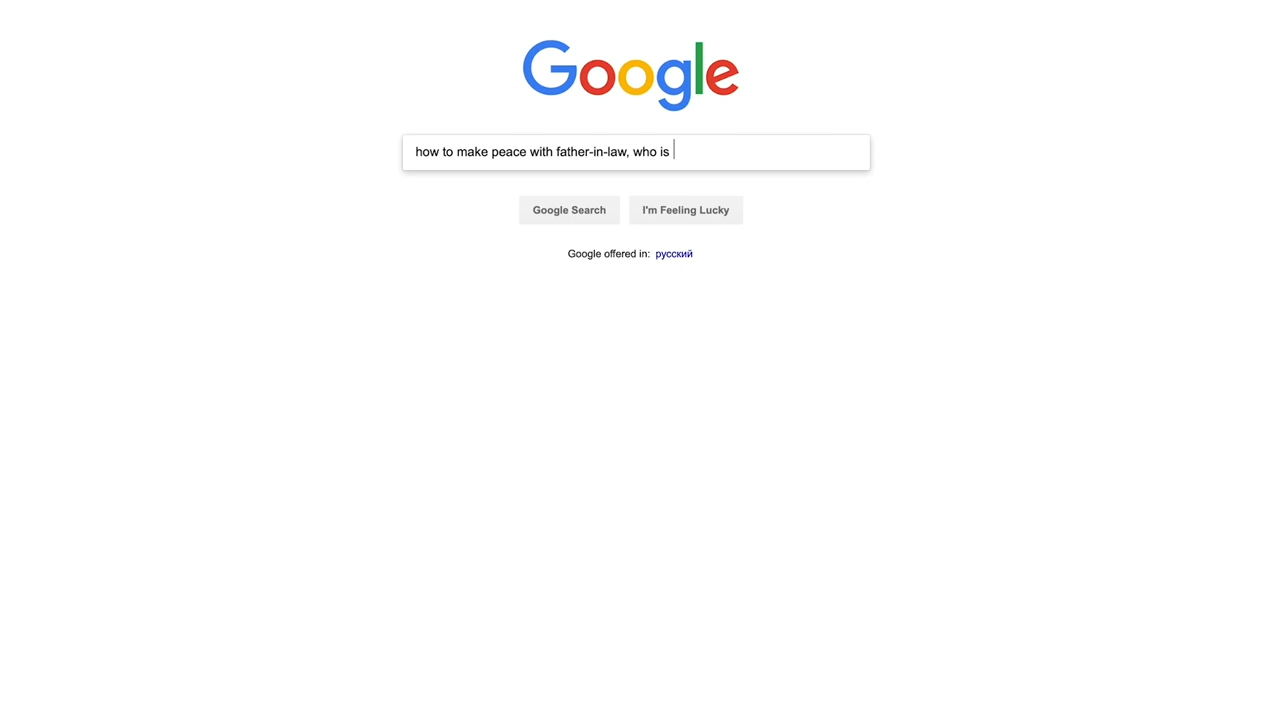 Google
how to make peace with father-in-law, who is
Google Search I'm Feeling Lucky
Google offered in: русский